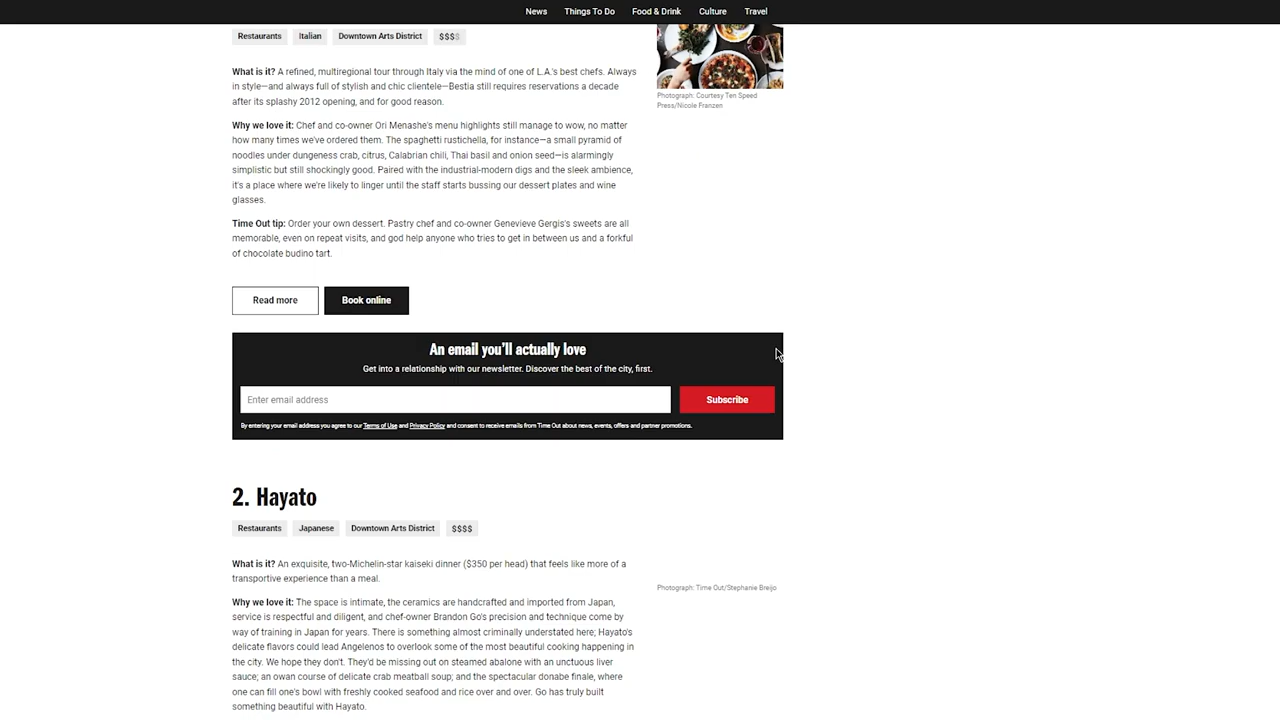 News Things To Do Food & Drink Culture Travel
Restaurants Italian Downtown Arts District $$$$
What is it? A refined, multiregional tour through Italy via the mind of one of L.A.'s best chefs. Always
in style—and always full of stylish and chic clientele—Bestia still requires reservations a decade
after its splashy 2012 opening, and for good reason.
Why we love it: Chef and co-owner Ori Menashe's menu highlights still manage to wow, no matter
how many times we've ordered them. The spaghetti rustichella, for instance—a small pyramid of
noodles under dungeness crab, citrus, Calabrian chili, Thai basil and onion seed—is alarmingly
simplistic but still shockingly good. Paired with the industrial-modern digs and the sleek ambience,
it's a place where we're likely to linger until the staff starts bussing our dessert plates and wine
glasses.
Time Out tip: Order your own dessert. Pastry chef and co-owner Genevieve Gergis's sweets are all
memorable, even on repeat visits, and god help anyone who tries to get in between us and a forkful
of chocolate budino tart.
Photograph: Courtesy Ten Speed
Press/Nicole Franzen
Read more Book online
An email you'll actually love
Get into a relationship with our newsletter. Discover the best of the city, first.
Enter email address Subscribe
By entering your email address you agree to our Terms of Use and Privacy Policy and consent to receive emails from Time Out about news, events, offers and partner promotions.
2. Hayato
Restaurants Japanese Downtown Arts District $$$$
What is it? An exquisite, two-Michelin-star kaiseki dinner ($350 per head) that feels like more of a
transportive experience than a meal.
Why we love it: The space is intimate, the ceramics are handcrafted and imported from Japan,
service is respectful and diligent, and chef-owner Brandon Go's precision and technique come by
way of training in Japan for years. There is something almost criminally understated here; Hayato's
delicate flavors could lead Angelenos to overlook some of the most beautiful cooking happening in
the city. We hope they don't. They'd be missing out on steamed abalone with an unctuous liver
sauce; an owan course of delicate crab meatball soup; and the spectacular donabe finale, where
one can fill one's bowl with freshly cooked seafood and rice over and over. Go has truly built
something beautiful with Hayato.
Photograph: Time Out/Stephanie Breijo